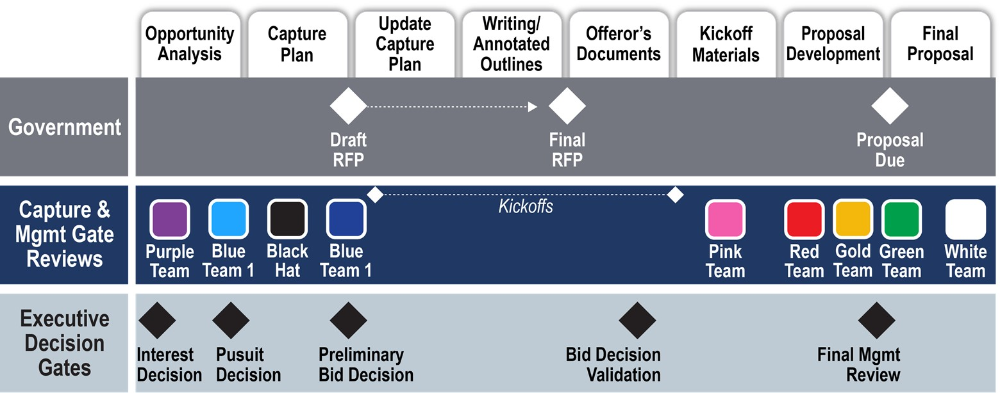 Opportunity
Analysis
Capture
Plan
Update
Capture
Plan
Writing/
Annotated
Outlines
Offeror’s
Documents
Kickoff
Materials
Proposal
Development
Final
Proposal
Government
Draft
RFP
Final
RFP
Proposal
Due
Capture &
Mgmt Gate
Reviews
Purple
Team
Blue
Team 1
Black
Hat
Blue
Team 1
Kickoffs
Pink
Team
Red
Team
Gold
Team
Green
Team
White
Team
Executive
Decision
Gates
Interest
Decision
Pusuit
Decision
Preliminary
Bid Decision
Bid Decision
Validation
Final Mgmt
Review